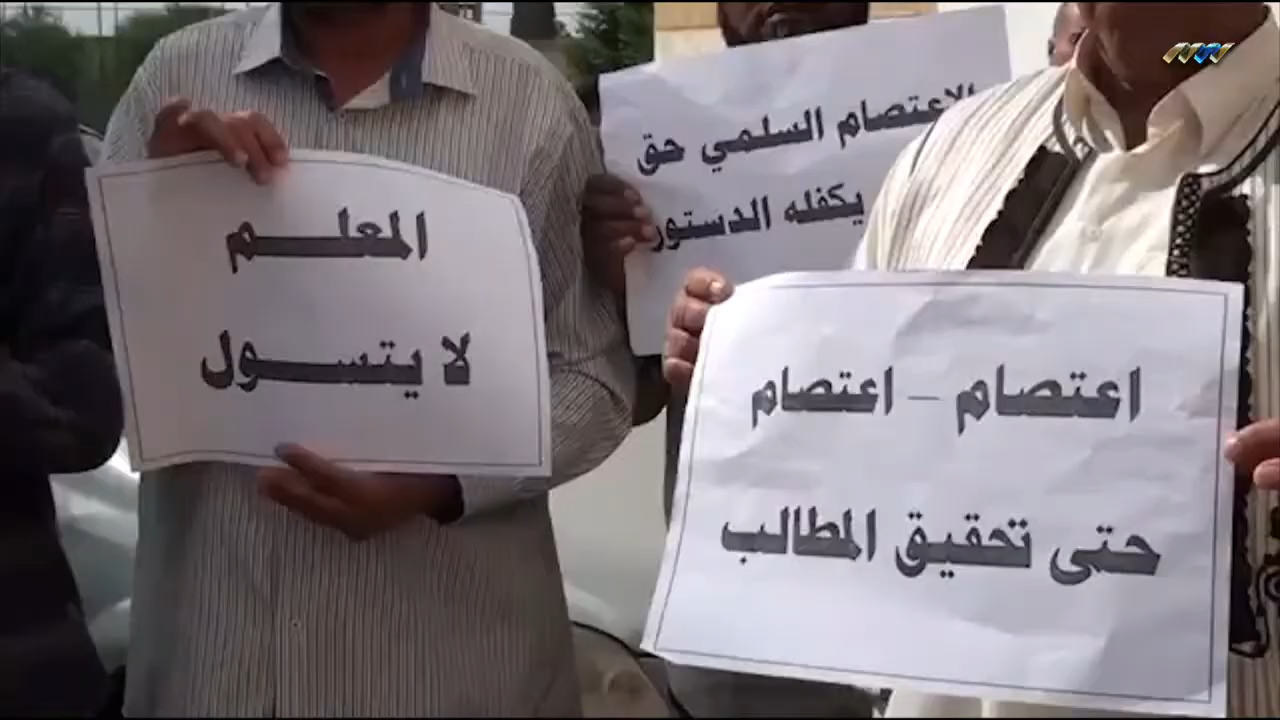 المعلم
لا يتسول
الاعتصام السلمي حق
يكفله الدستور
اعتصام - اعتصام
حتى تحقيق المطالب